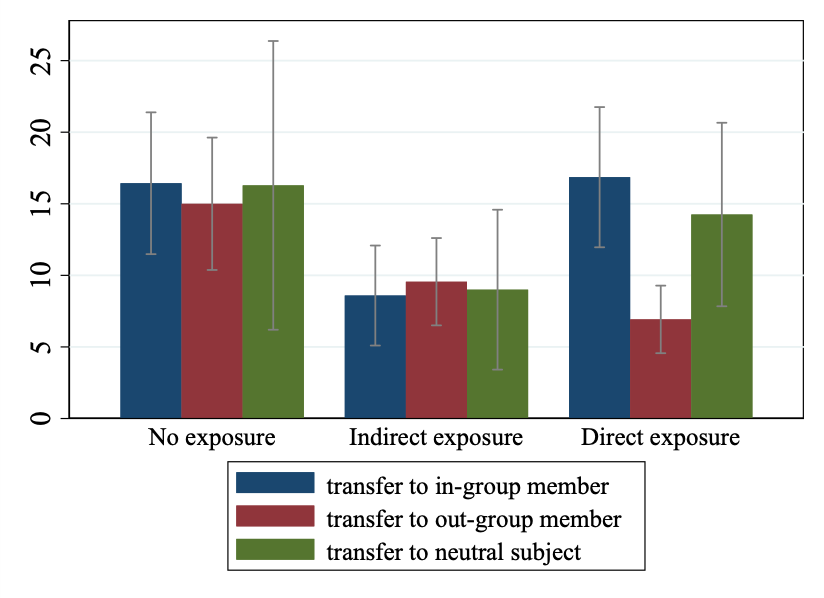 25
20
15
10
5
0
No exposure Indirect exposure Direct exposure
transfer to in-group member
transfer to out-group member
transfer to neutral subject